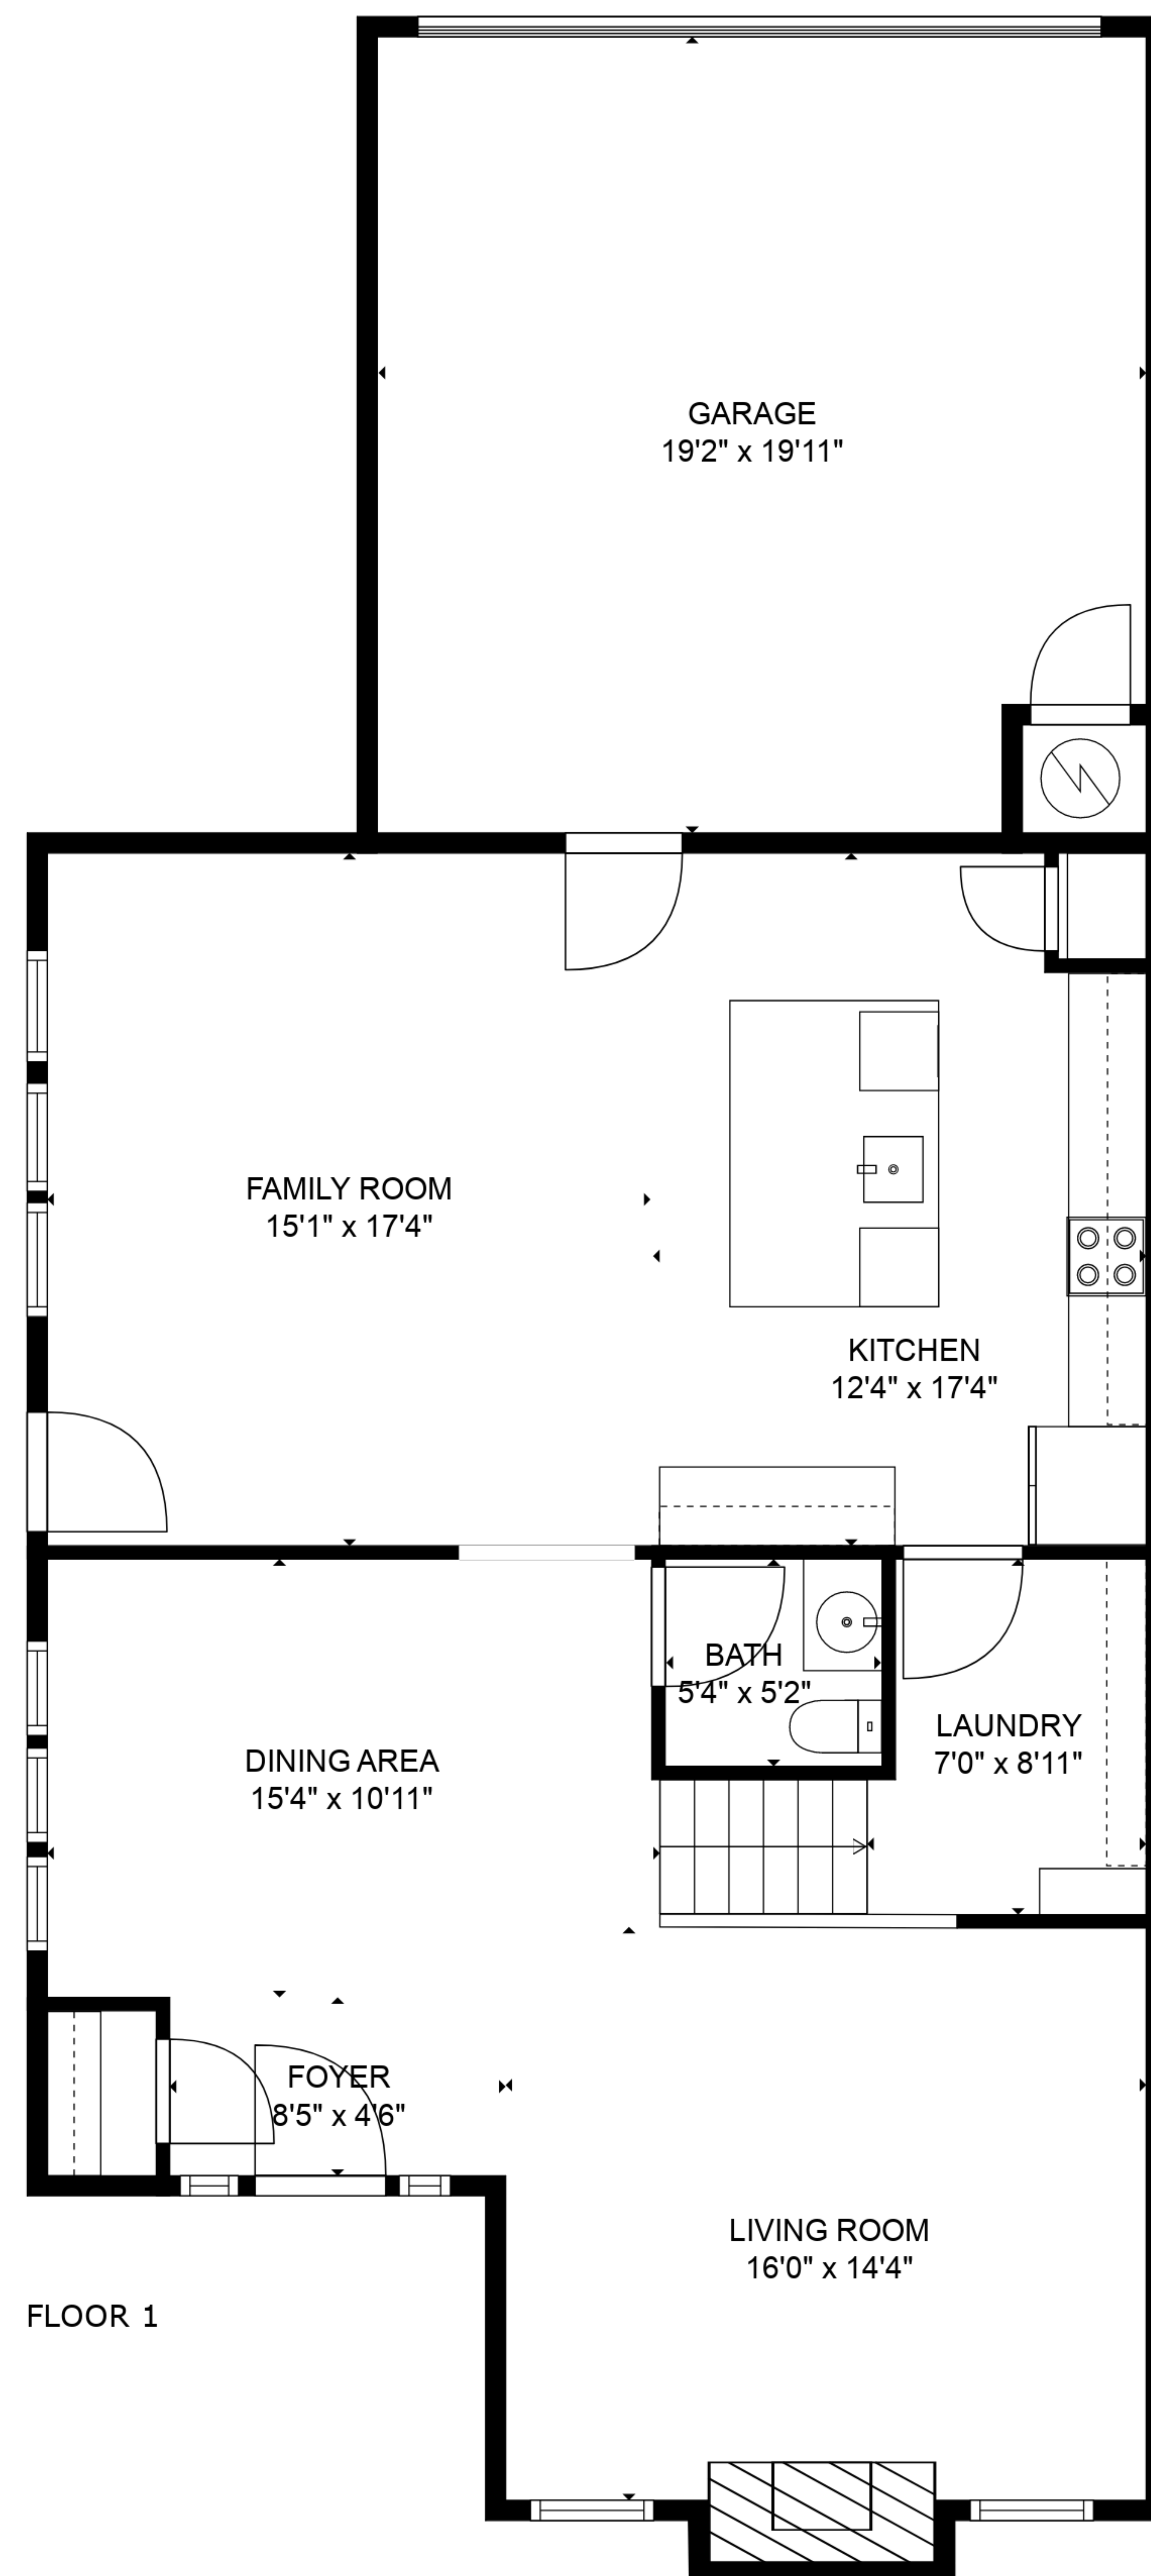 GARAGE
19'2" x 19'11"
FAMILY ROOM
15'1" x 17'4"
KITCHEN
12'4" x 17'4"
BATH
5'4" x 5'2"
LAUNDRY
7'0" x 8'11"
DINING AREA
15'4" x 10'11"
FOYER
8'5" x 4'6"
LIVING ROOM
16'0" x 14'4"
FLOOR 1